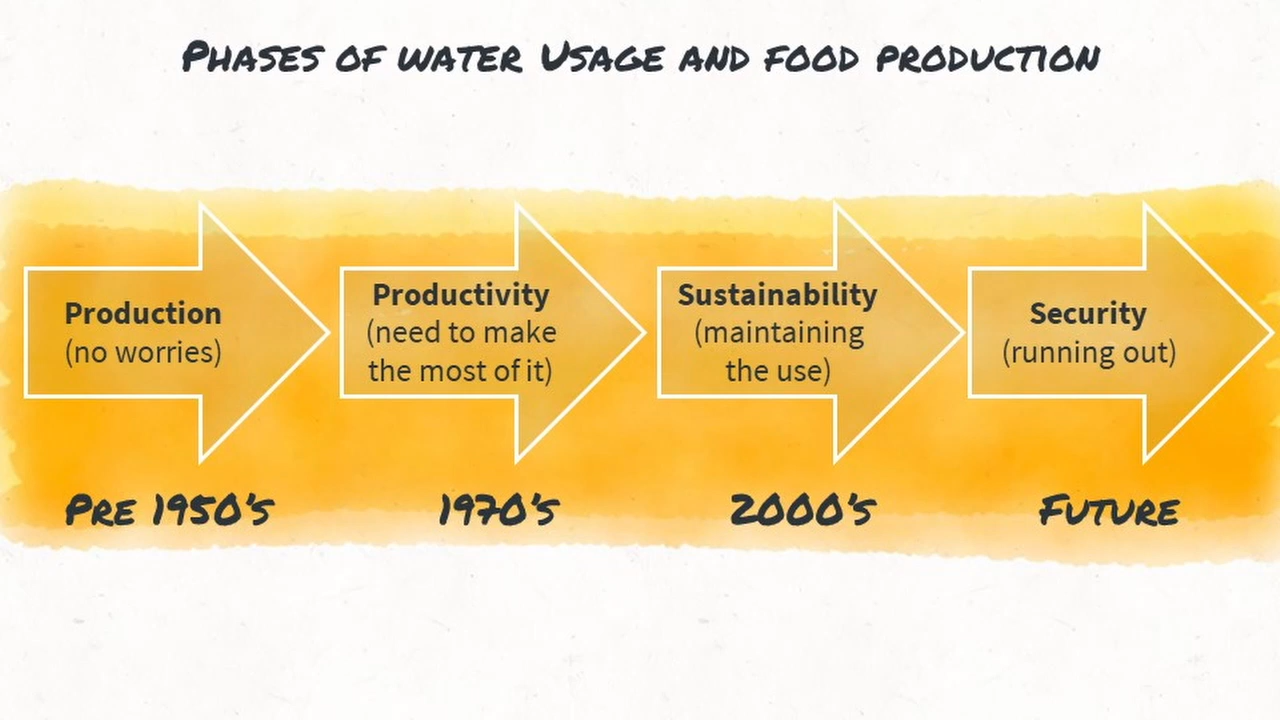 Phases of water Usage and food production
Production
(no worries)
Productivity
(need to make
the most of it)
Sustainability
(maintaining
the use)
Security
(running out)
Pre 1950's
1970's
2000's
Future